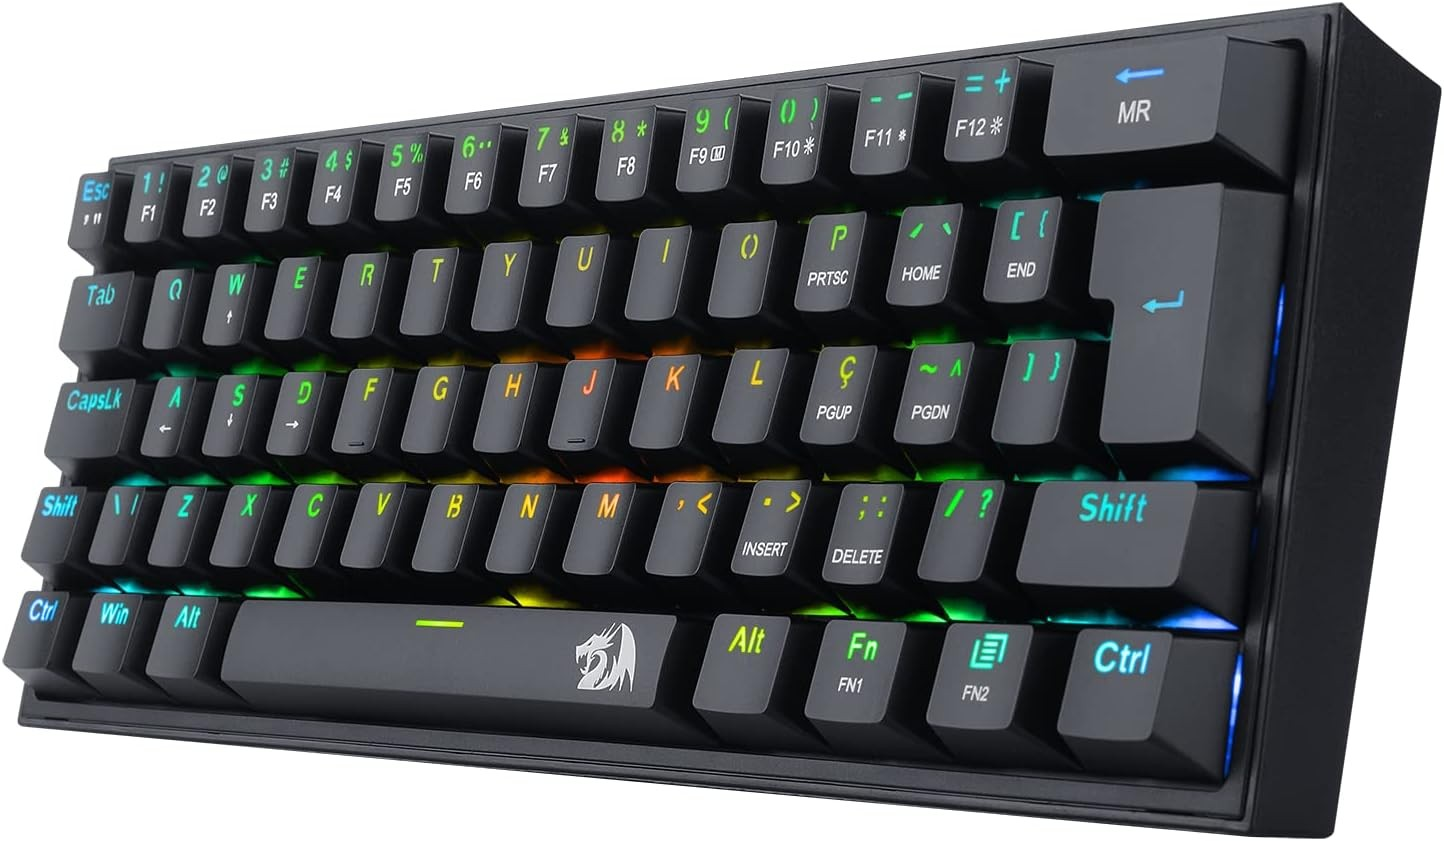 Esc 1 ! 2 @ 3 # 4 $ 5 % 6 ¨ 7 & 8 * 9 ( 0 ) - - = + ←
' " F1 F2 F3 F4 F5 F6 F7 F8 F9 M F10 F11 F12 MR
Tab Q W E R T Y U I O P ´ ` [ {
↑ PRTSC HOME END ↵
CapsLk A S D F G H J K L Ç ~ ^ ] }
← ↓ → PGUP PGDN
Shift \ | Z X C V B N M , < . > ; : / ? Shift
INSERT DELETE
Ctrl Win Alt Alt Fn Ctrl
FN1 FN2